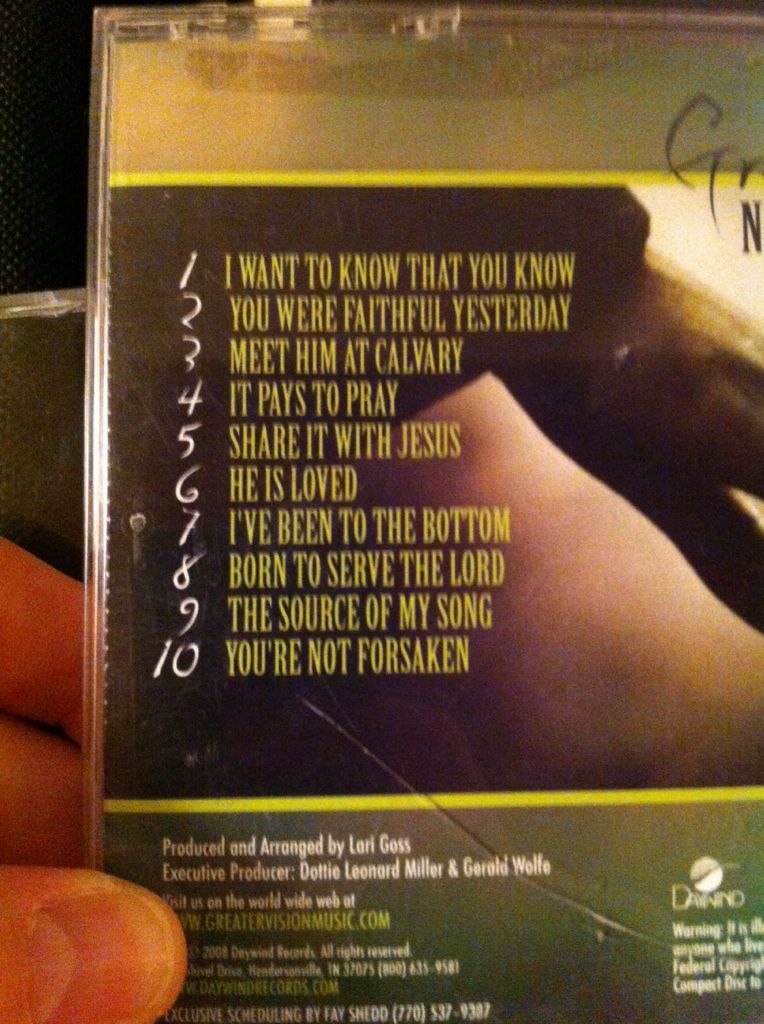 Gr
N
1 I WANT TO KNOW THAT YOU KNOW
2 YOU WERE FAITHFUL YESTERDAY
3 MEET HIM AT CALVARY
4 IT PAYS TO PRAY
5 SHARE IT WITH JESUS
6 HE IS LOVED
7 I'VE BEEN TO THE BOTTOM
8 BORN TO SERVE THE LORD
9 THE SOURCE OF MY SONG
10 YOU'RE NOT FORSAKEN
Produced and Arranged by Lari Goss
Executive Producer: Dottie Leonard Miller & Gerald Wolfe
Visit us on the world wide web at
WW.GREATERVISIONMUSIC.COM
2008 Daywind Records. All rights reserved.
Drive, Hendersonville, TN 37075 (800) 635-9581
W.DAYWINDRECORDS.COM
EXCLUSIVE SCHEDULING BY FAY SHEDD (770) 537-9387
DAYWIND
Warning: It is ille
anyone who
Federal Copyrig
Compact Disc to